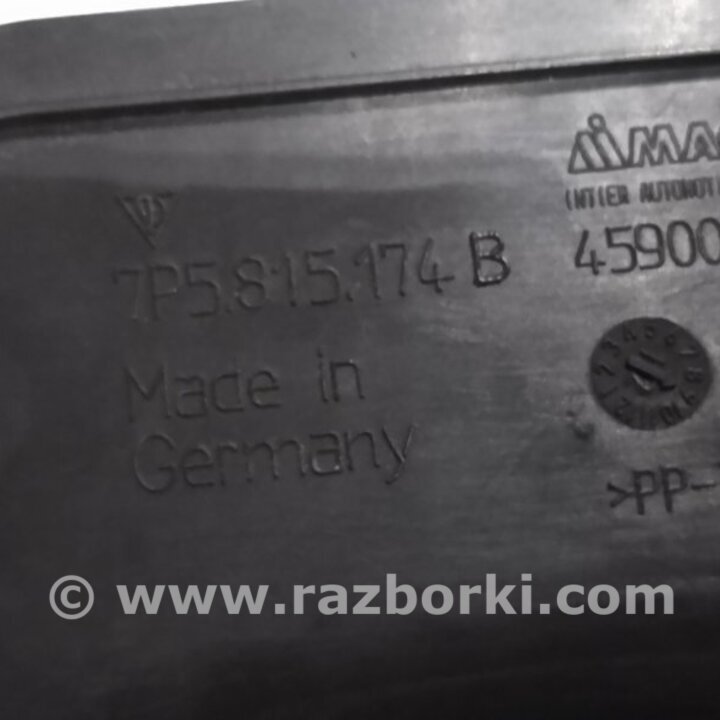 MA
INTIER AUTOMOTI
7P5.815.174 B
45900
Made in
Germany
>PP-
© www.razborki.com